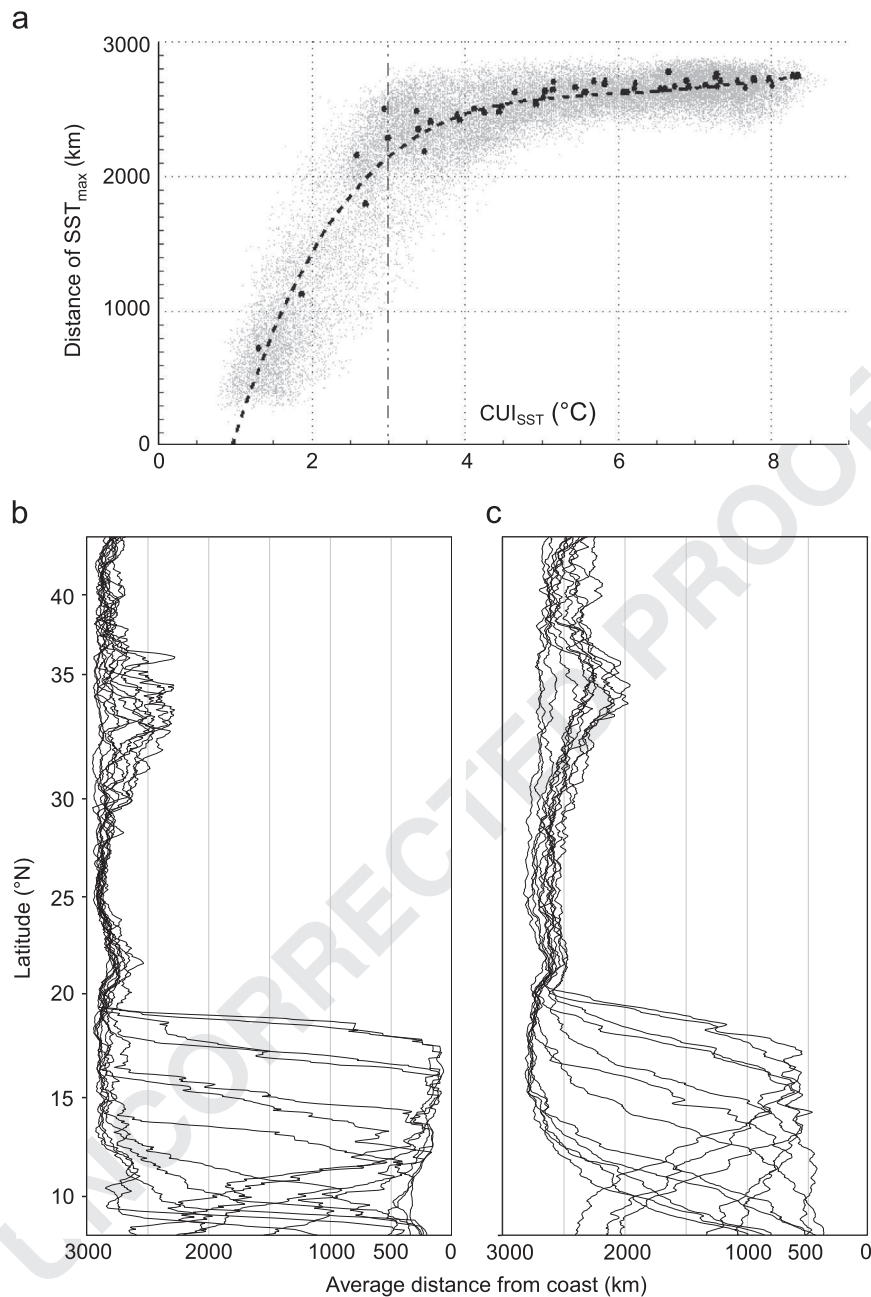 a
3000
2000
1000
0
Distance of SSTmax (km)
CUISST (°C)
0 2 4 6 8
b c
40
35
30
25
20
15
10
Latitude (°N)
3000 2000 1000 500 0 3000 2000 1000 500 0
Average distance from coast (km)
UNCORRECTED PROOF